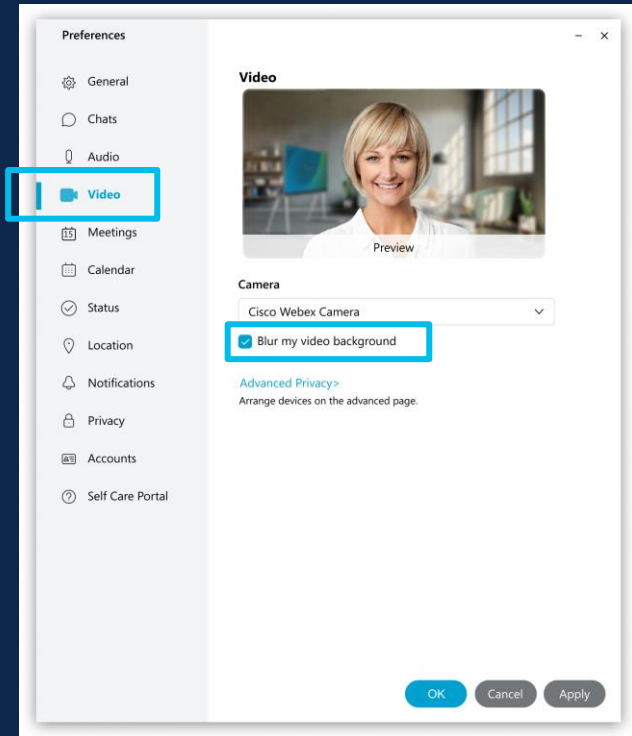 Preferences
General
Chats
Audio
Video
Meetings
Calendar
Status
Location
Notifications
Privacy
Accounts
Self Care Portal
Video
Preview
Camera
Cisco Webex Camera
Blur my video background
Advanced Privacy>
Arrange devices on the advanced page.
OK
Cancel
Apply